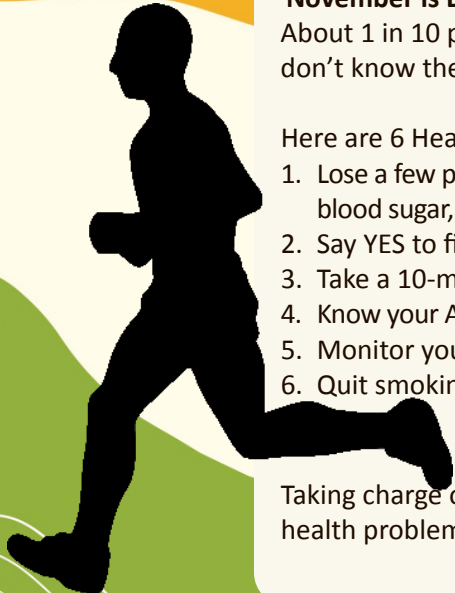 November is
About 1 in 10 p
don’t know the
Here are 6 Hea
1. Lose a few p
blood sugar,
2. Say YES to fi
3. Take a 10-m
4. Know your A
5. Monitor you
6. Quit smokin
Taking charge
health problem